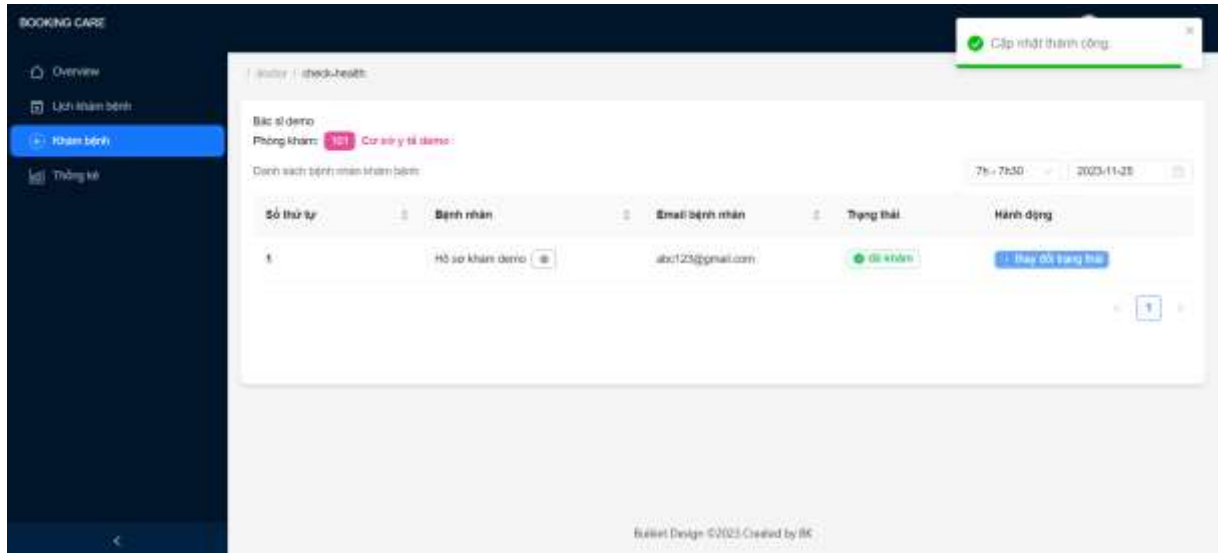 BOOKING CARE
Cập nhật thành công
Overview
/ doctor / check-health
Lịch khám bệnh
Bác sĩ demo
Khám bệnh
Phòng khám: 101 Cơ sở y tế demo
Thống kê
Danh sách bệnh nhân khám bệnh
7h - 7h30
2023-11-25
Số thứ tự Bệnh nhân Email bệnh nhân Trạng thái Hành động
1 Hồ sơ khám demo abc123@gmail.com đã khám thay đổi trạng thái
1
Design ©2023 Created by BK